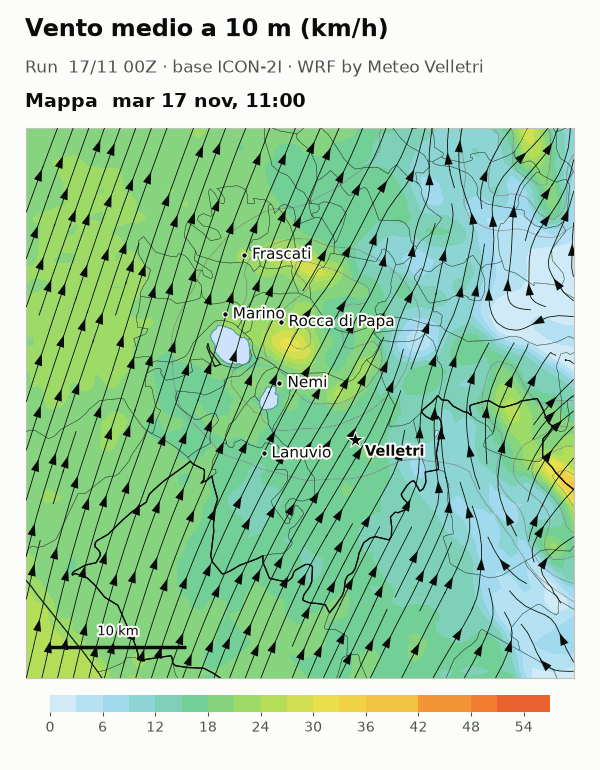 Vento medio a 10 m (km/h)
Run  17/11 00Z · base ICON-2I · WRF by Meteo Velletri
Mappa  mar 17 nov, 11:00
Frascati
Marino
Rocca di Papa
Nemi
Velletri
Lanuvio
10 km
0 6 12 18 24 30 36 42 48 54